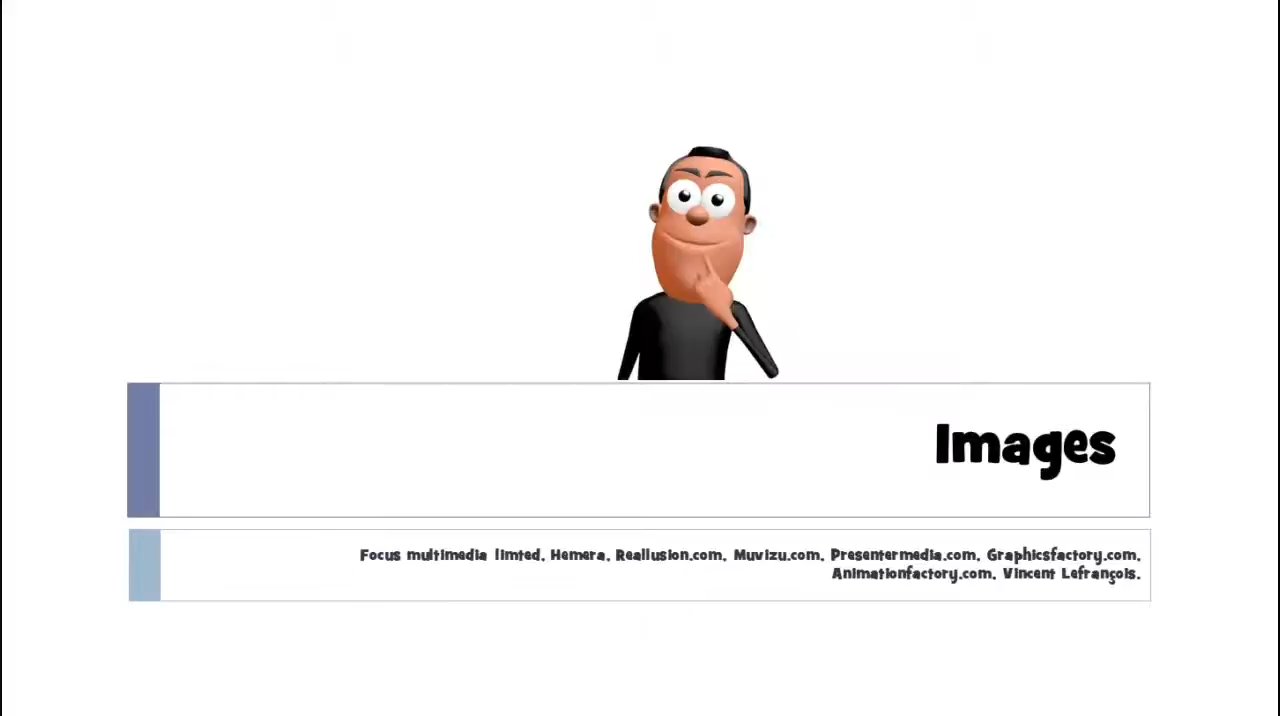 Images
Focus multimedia limted, Hemera, Reallusion.com, Muvizu.com, Presentermedia.com, Graphicsfactory.com,
Animationfactory.com, Vincent Lefrançois.